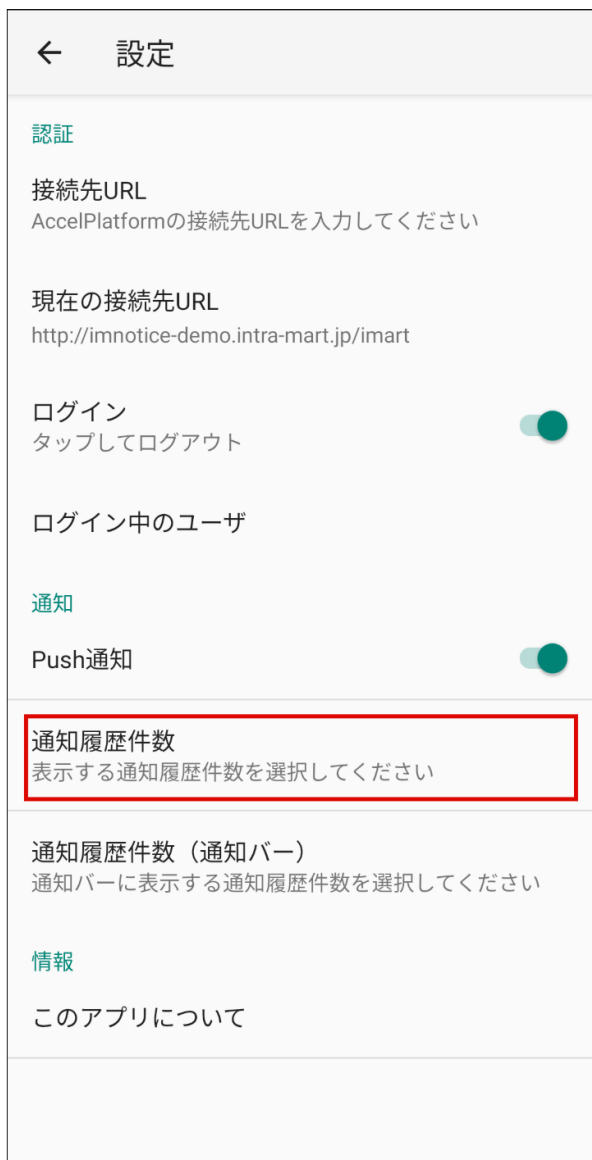 設定
認証
接続先URL
AccelPlatformの接続先URLを入力してください
現在の接続先URL
http://imnotice-demo.intra-mart.jp/imart
ログイン
タップしてログアウト
ログイン中のユーザ
通知
Push通知
通知履歴件数
表示する通知履歴件数を選択してください
通知履歴件数（通知バー）
通知バーに表示する通知履歴件数を選択してください
情報
このアプリについて